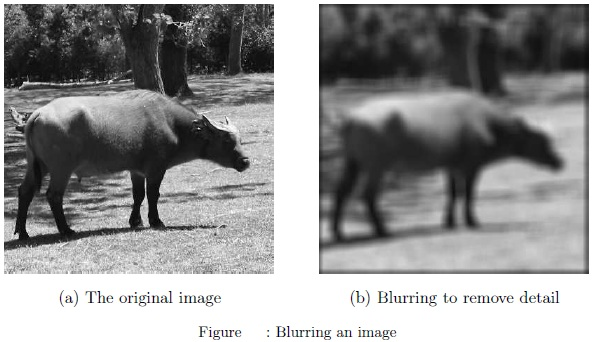 (a) The original image
(b) Blurring to remove detail
Figure : Blurring an image